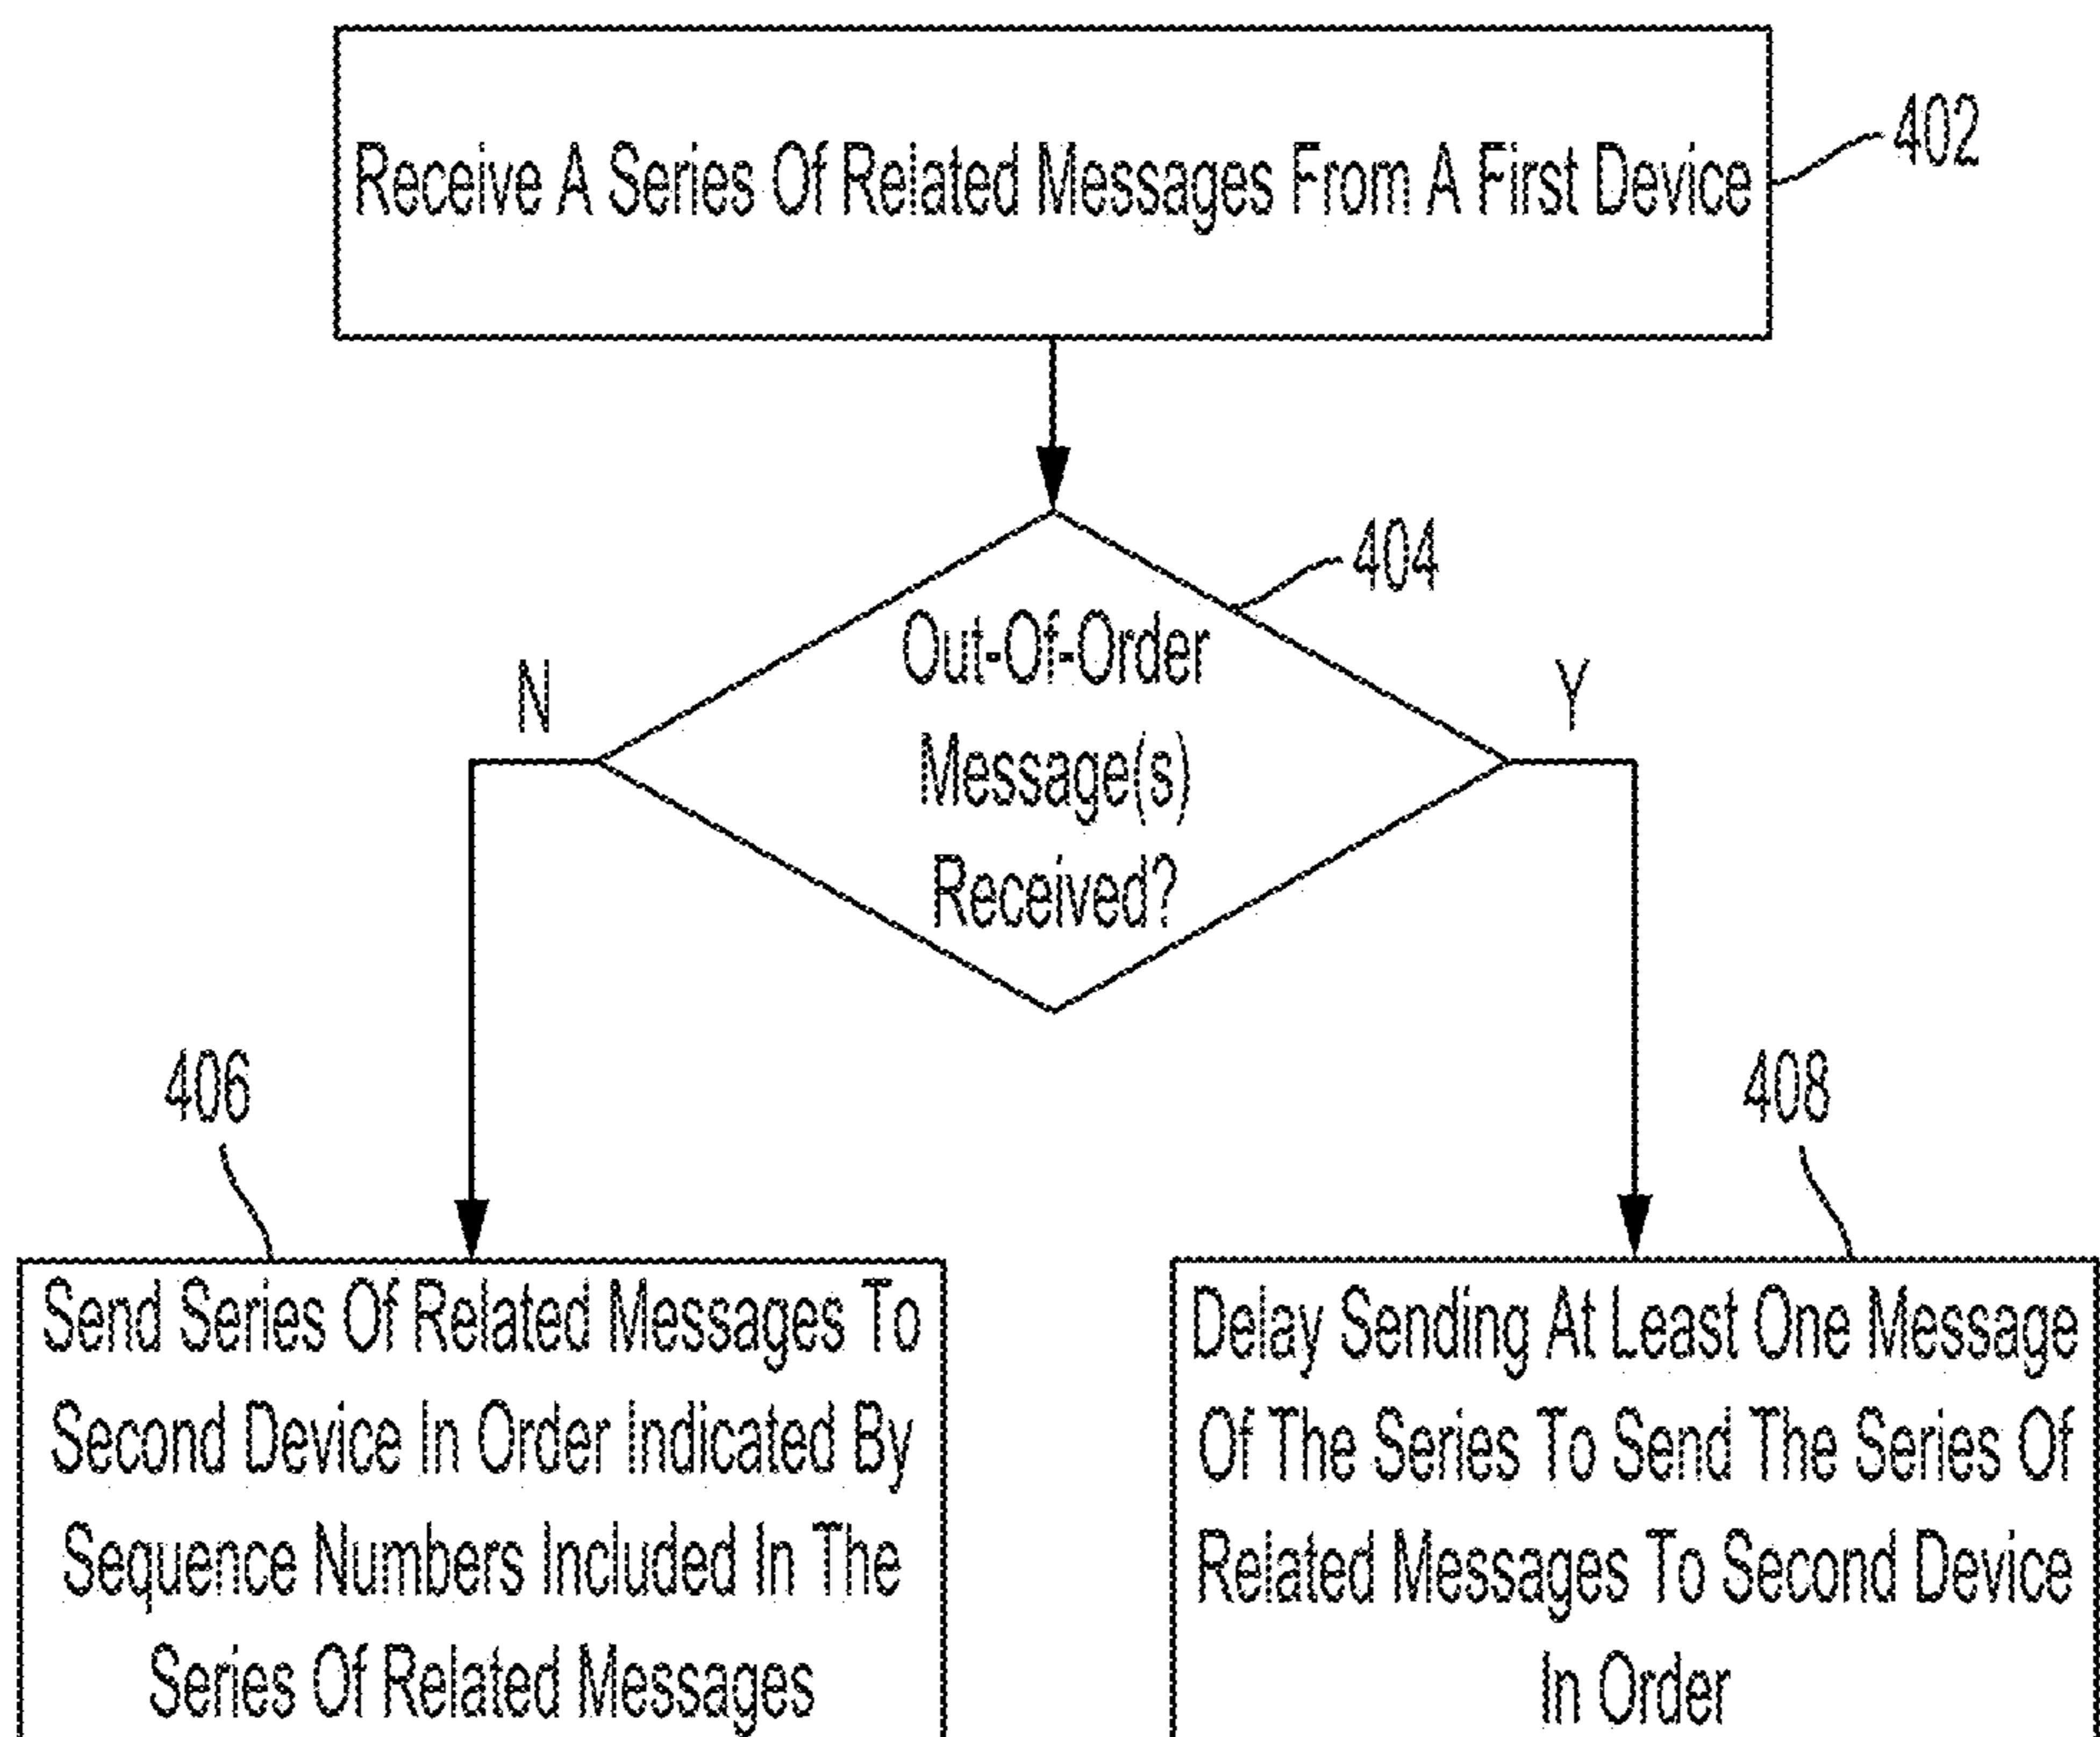 Receive A Series Of Related Messages From A First Device
402
404
Out-Of-Order
Message(s)
Received?
N
Y
406
408
Send Series Of Related Messages To
Second Device In Order Indicated By
Sequence Numbers Included In The
Series Of Related Messages
Delay Sending At Least One Message
Of The Series To Send The Series Of
Related Messages To Second Device
In Order